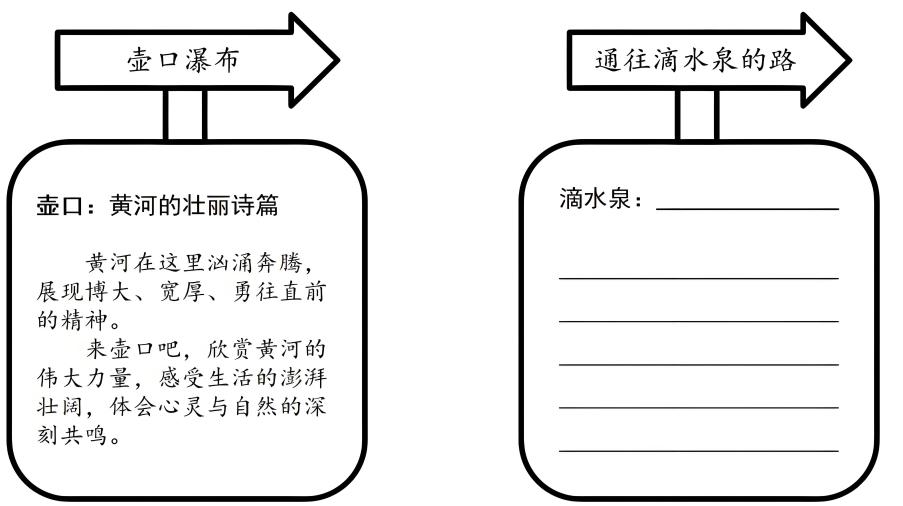 壶口瀑布
壶口：黄河的壮丽诗篇
黄河在这里汹涌奔腾，
展现博大、宽厚、勇往直前
的精神。
来壶口吧，欣赏黄河的
伟大力量，感受生活的澎湃
壮阔，体会心灵与自然的深
刻共鸣。
通往滴水泉的路
滴水泉：